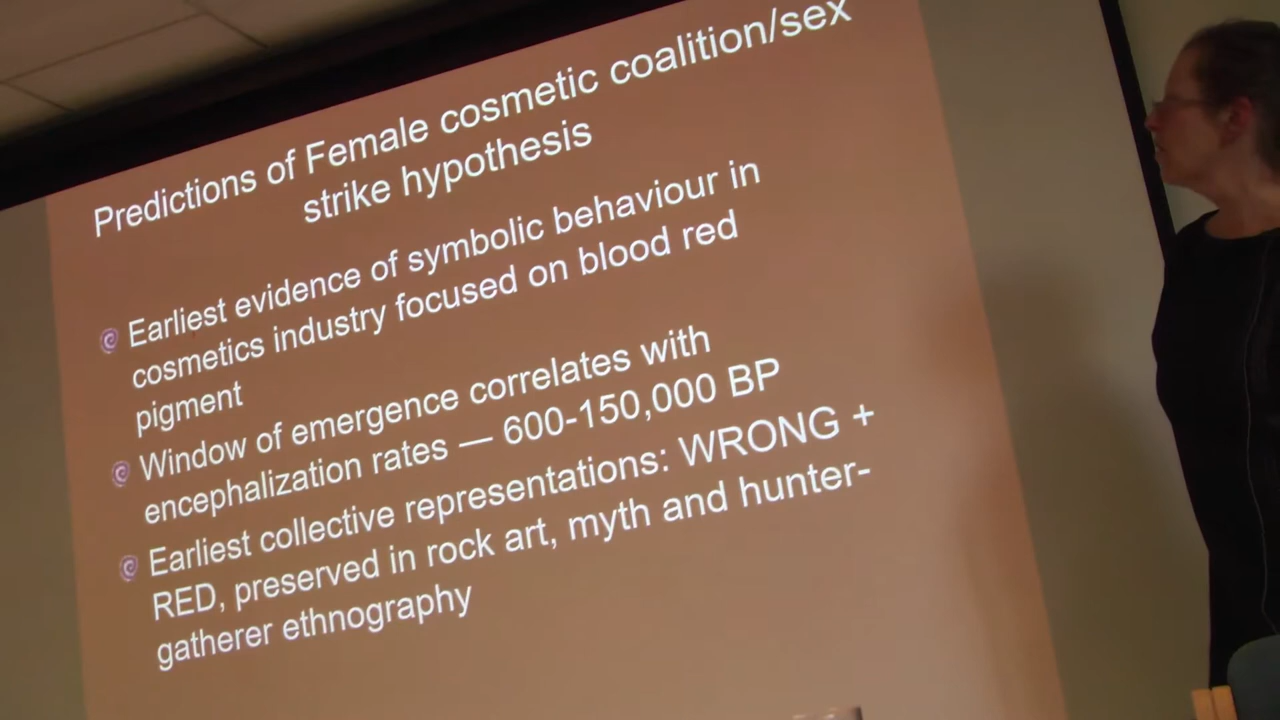 Predictions of Female cosmetic coalition/sex
strike hypothesis
Earliest evidence of symbolic behaviour in
cosmetics industry focused on blood red
pigment
Window of emergence correlates with
encephalization rates — 600-150,000 BP
Earliest collective representations: WRONG +
RED, preserved in rock art, myth and hunter-
gatherer ethnography